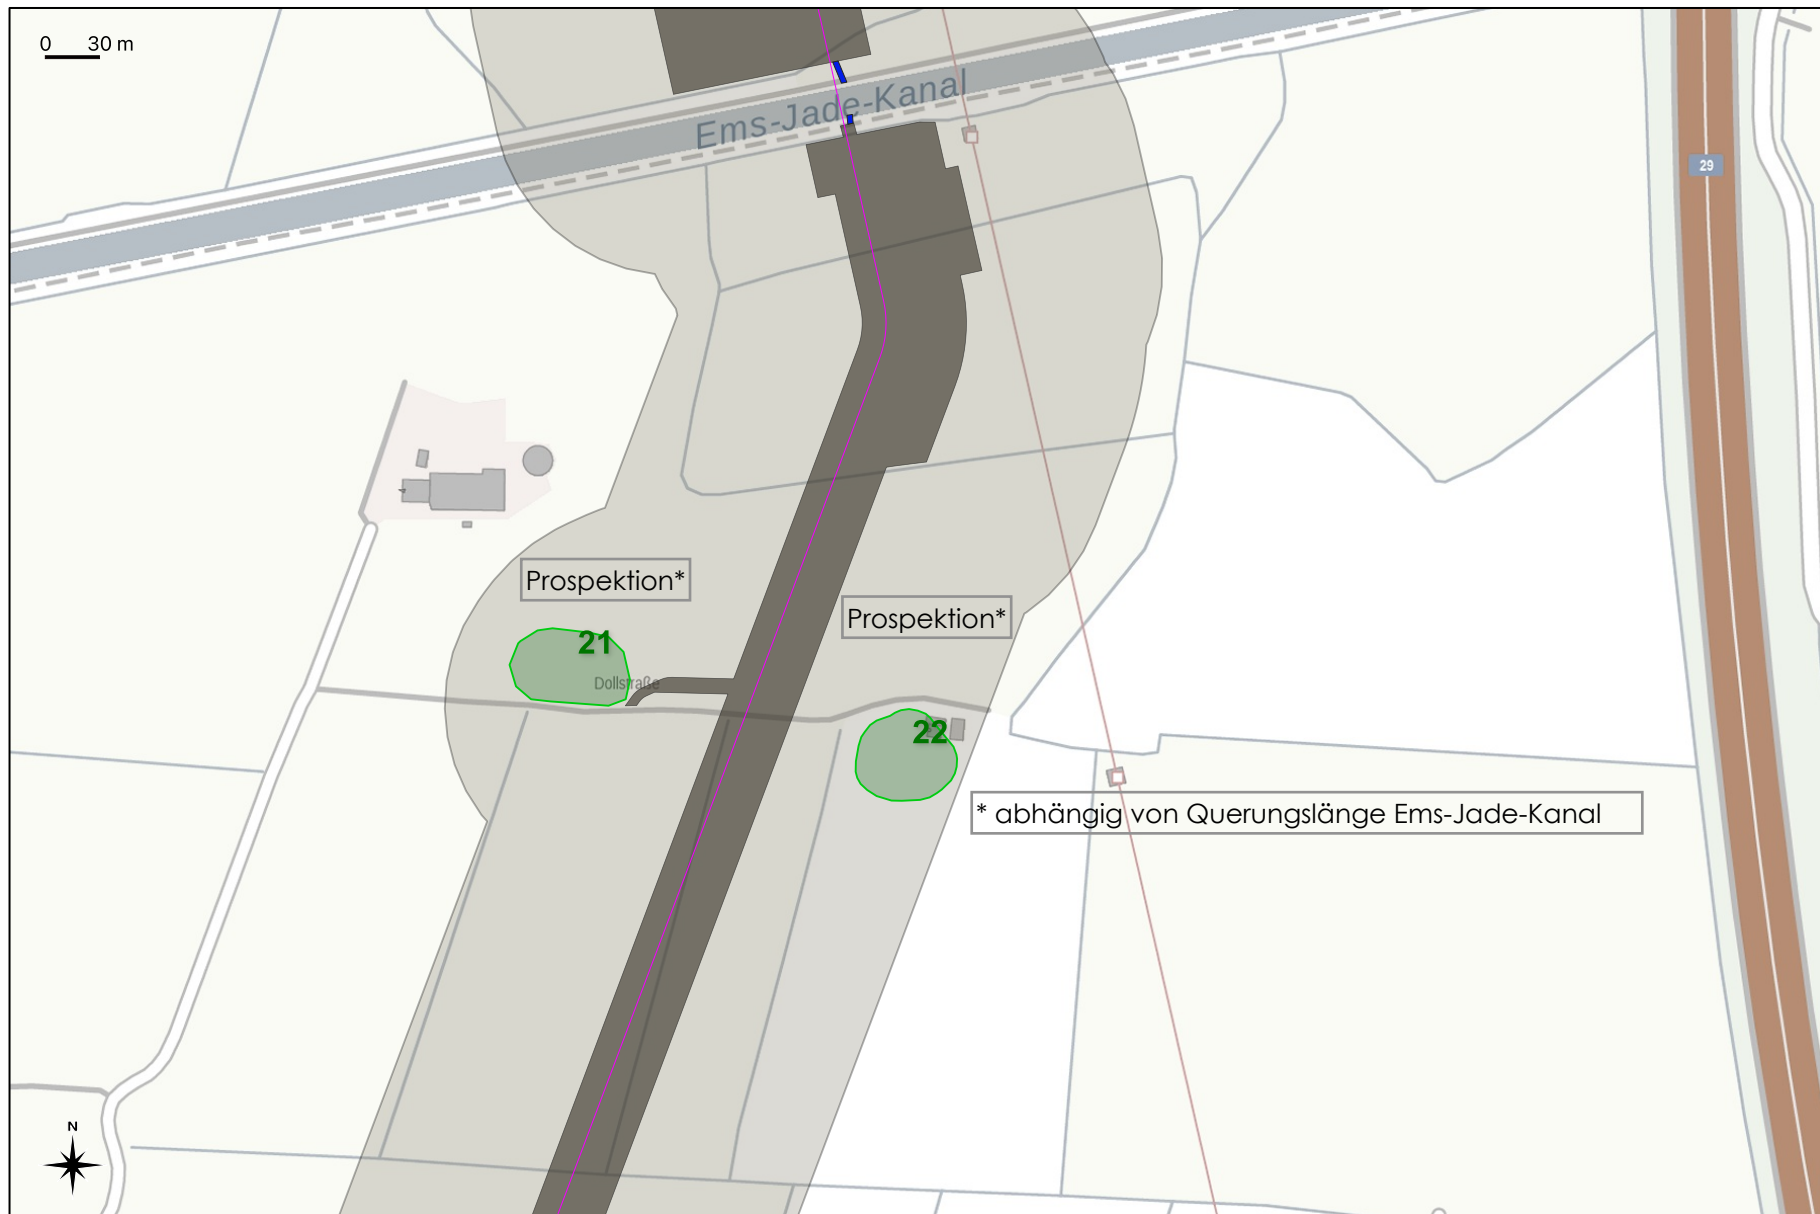 0 30 m
Ems-Jade-Kanal
29
Prospektion*
Prospektion*
21
Dollstraße
22
* abhängig von Querungslänge Ems-Jade-Kanal
N